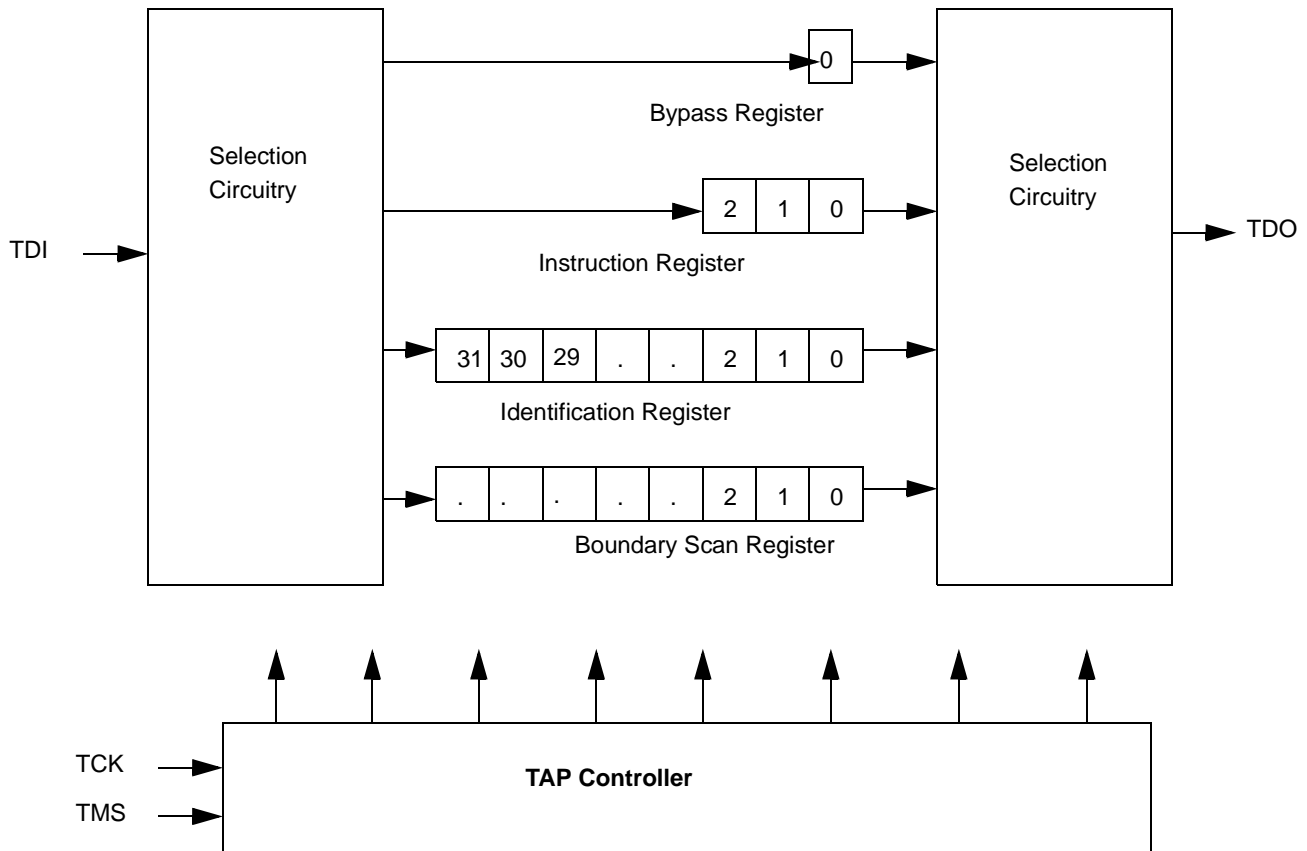 0
Bypass Register
Selection
Circuitry
Selection
Circuitry
2 1 0
TDI
TDO
Instruction Register
31 30 29 . . 2 1 0
Identification Register
. . . . . 2 1 0
Boundary Scan Register
TCK
TAP Controller
TMS